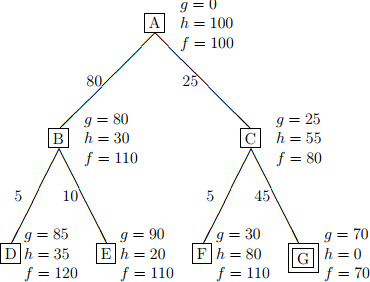 g = 0
A h = 100
f = 100
80 25
g = 80 g = 25
B h = 30 C h = 55
f = 110 f = 80
5 10 5 45
g = 85 g = 90 g = 30 g = 70
D h = 35 E h = 20 F h = 80 G h = 0
f = 120 f = 110 f = 110 f = 70